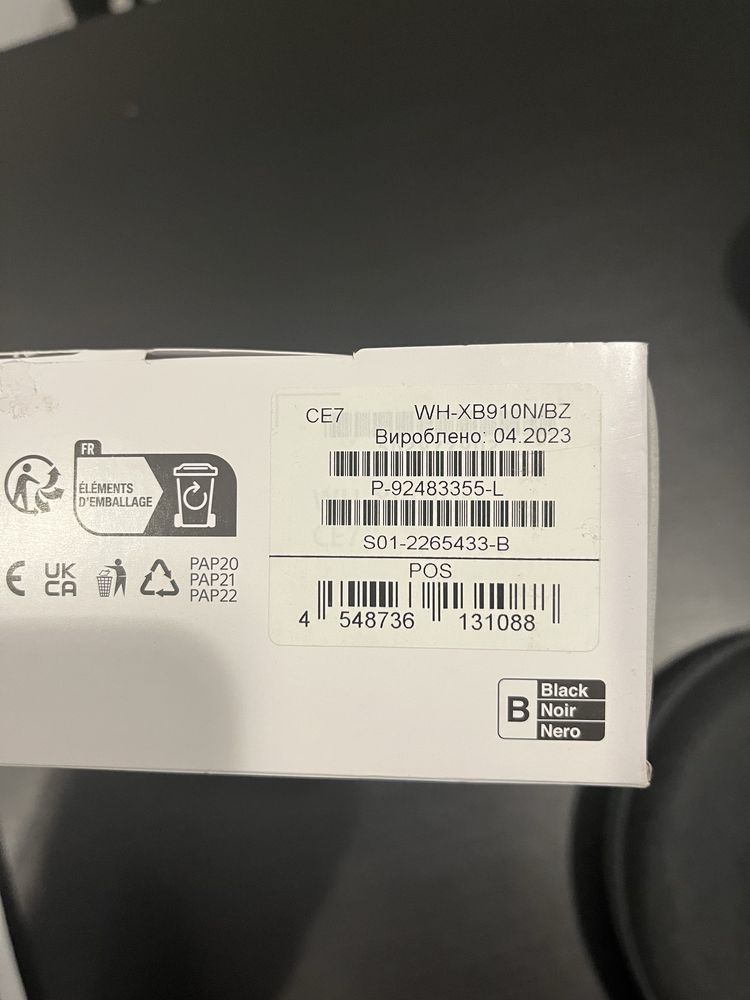 CE7 WH-XB910N/BZ
Вироблено: 04.2023
P-92483355-L
S01-2265433-B
POS
4 548736 131088
FR
ÉLÉMENTS
D'EMBALLAGE
CE
UK
CA
PAP20
PAP21
PAP22
B
Black
Noir
Nero